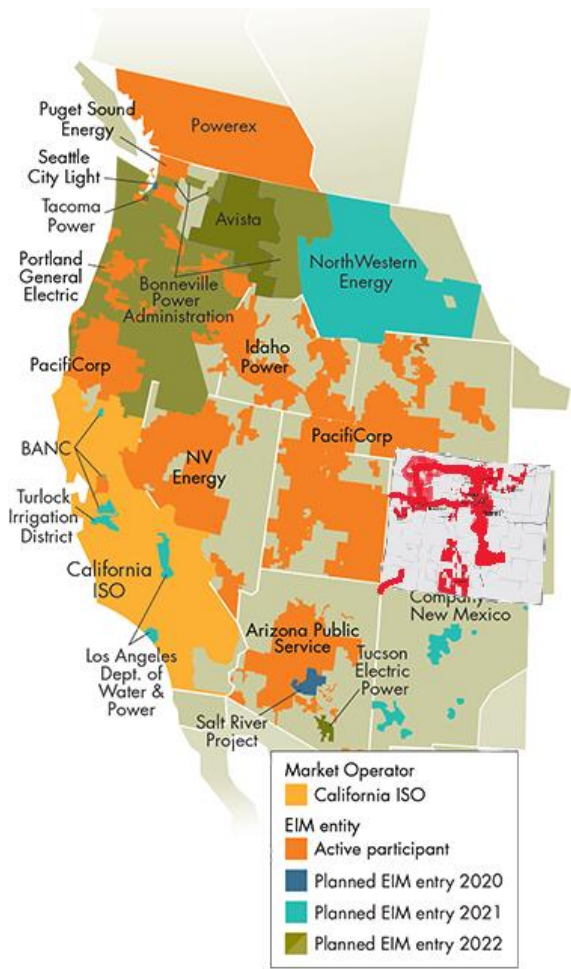 Puget Sound
Energy
Powerex
Seattle
City Light
Tacoma
Power
Avista
Portland
General
Electric
Bonneville
Power
Administration
NorthWestern
Energy
PacifiCorp
Idaho
Power
PacifiCorp
BANC
NV
Energy
Turlock
Irrigation
District
California
ISO
Company
New Mexico
Arizona Public
Service
Los Angeles
Dept. of
Water &
Power
Tucson
Electric
Power
Salt River
Project
Market Operator
California ISO
EIM entity
Active participant
Planned EIM entry 2020
Planned EIM entry 2021
Planned EIM entry 2022